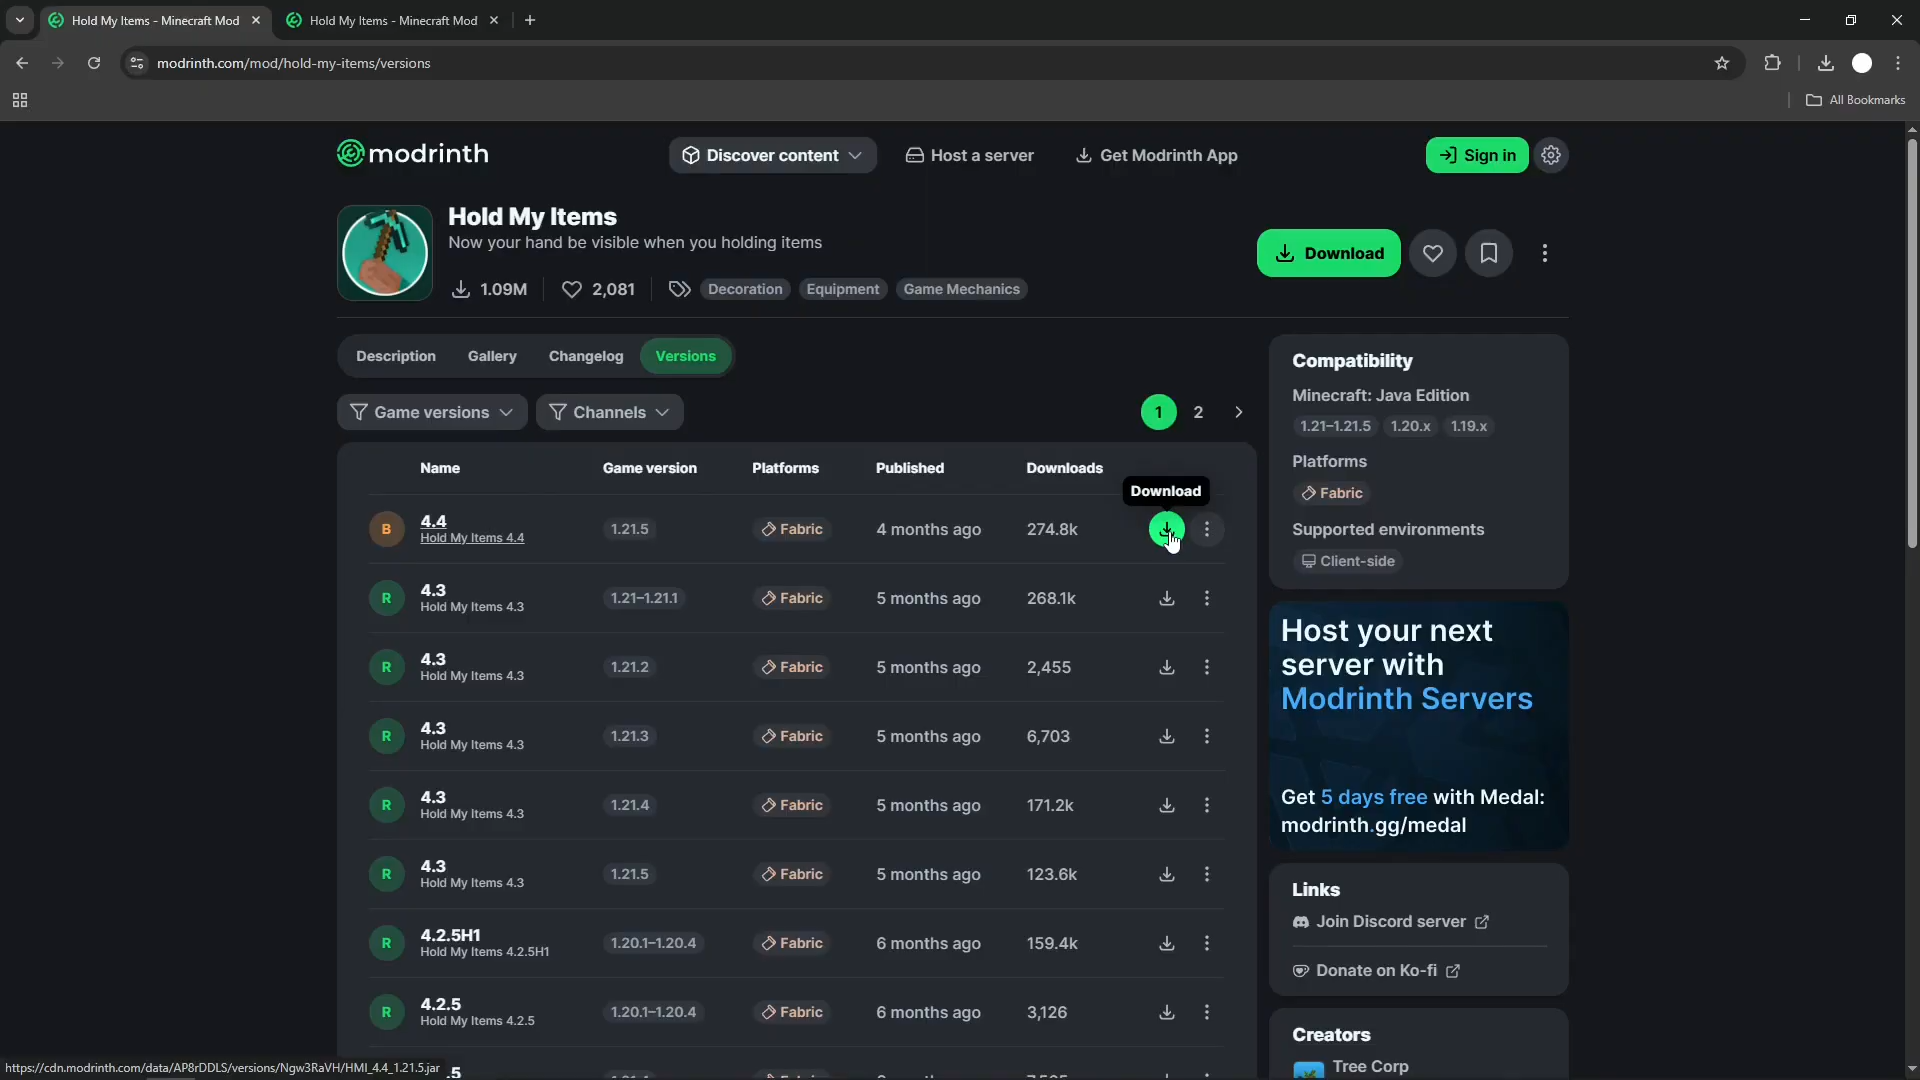 Hold My Items - Minecraft Mod
Hold My Items - Minecraft Mod
modrinth.com/mod/hold-my-items/versions
All Bookmarks
modrinth
Discover content
Host a server
Get Modrinth App
Sign in
Hold My Items
Now your hand be visible when you holding items
1.09M
2,081
Decoration
Equipment
Game Mechanics
Download
Description
Gallery
Changelog
Versions
Game versions
Channels
1
2
Name
Game version
Platforms
Published
Downloads
Download
B
4.4
Hold My Items 4.4
1.21.5
Fabric
4 months ago
274.8k
R
4.3
Hold My Items 4.3
1.21–1.21.1
Fabric
5 months ago
268.1k
R
4.3
Hold My Items 4.3
1.21.2
Fabric
5 months ago
2,455
R
4.3
Hold My Items 4.3
1.21.3
Fabric
5 months ago
6,703
R
4.3
Hold My Items 4.3
1.21.4
Fabric
5 months ago
171.2k
R
4.3
Hold My Items 4.3
1.21.5
Fabric
5 months ago
123.6k
R
4.2.5H1
Hold My Items 4.2.5H1
1.20.1–1.20.4
Fabric
6 months ago
159.4k
R
4.2.5
Hold My Items 4.2.5
1.20.1–1.20.4
Fabric
6 months ago
3,126
Compatibility
Minecraft: Java Edition
1.21–1.21.5
1.20.x
1.19.x
Platforms
Fabric
Supported environments
Client-side
Host your next
server with
Modrinth Servers
Get 5 days free with Medal:
modrinth.gg/medal
Links
Join Discord server
Donate on Ko-fi
Creators
Tree Corp
https://cdn.modrinth.com/data/AP8rDDLS/versions/Ngw3RaVH/HMI_4.4_1.21.5.jar